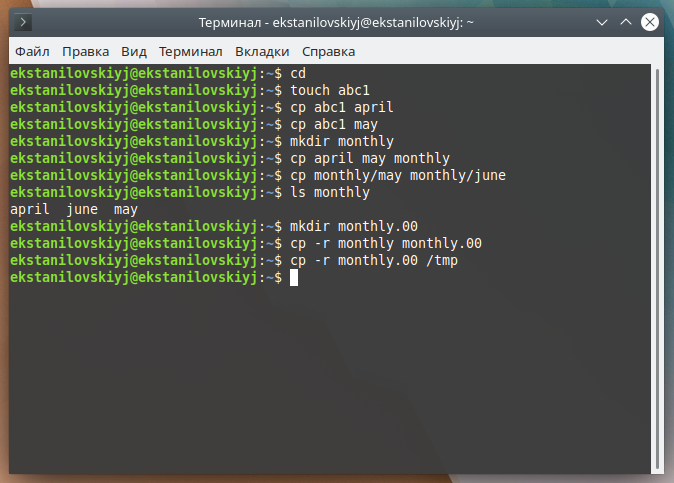 Терминал - ekstanilovskiyj@ekstanilovskiyj: ~
Файл Правка Вид Терминал Вкладки Справка
ekstanilovskiyj@ekstanilovskiyj:~$ cd
ekstanilovskiyj@ekstanilovskiyj:~$ touch abc1
ekstanilovskiyj@ekstanilovskiyj:~$ cp abc1 april
ekstanilovskiyj@ekstanilovskiyj:~$ cp abc1 may
ekstanilovskiyj@ekstanilovskiyj:~$ mkdir monthly
ekstanilovskiyj@ekstanilovskiyj:~$ cp april may monthly
ekstanilovskiyj@ekstanilovskiyj:~$ cp monthly/may monthly/june
ekstanilovskiyj@ekstanilovskiyj:~$ ls monthly
april  june  may
ekstanilovskiyj@ekstanilovskiyj:~$ mkdir monthly.00
ekstanilovskiyj@ekstanilovskiyj:~$ cp -r monthly monthly.00
ekstanilovskiyj@ekstanilovskiyj:~$ cp -r monthly.00 /tmp
ekstanilovskiyj@ekstanilovskiyj:~$